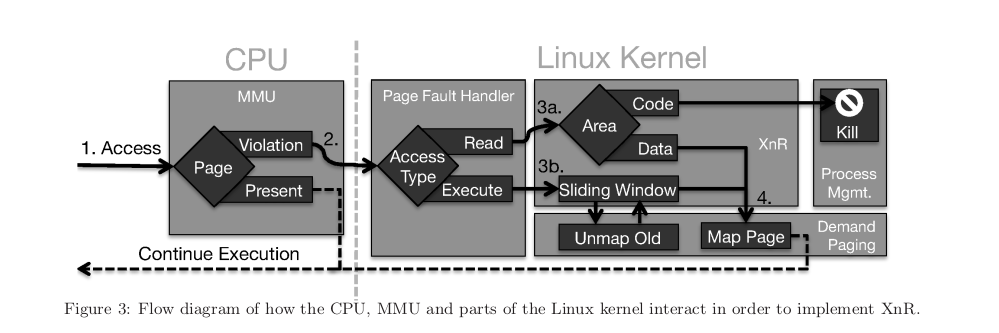 CPU
Linux Kernel
MMU
Page Fault Handler
1. Access
Page
Violation
Present
2.
Access
Type
Read
Execute
3a.
3b.
Area
Code
Data
XnR
Sliding Window
4.
Kill
Process
Mgmt.
Unmap Old
Map Page
Demand
Paging
Continue Execution
Figure 3: Flow diagram of how the CPU, MMU and parts of the Linux kernel interact in order to implement XnR.